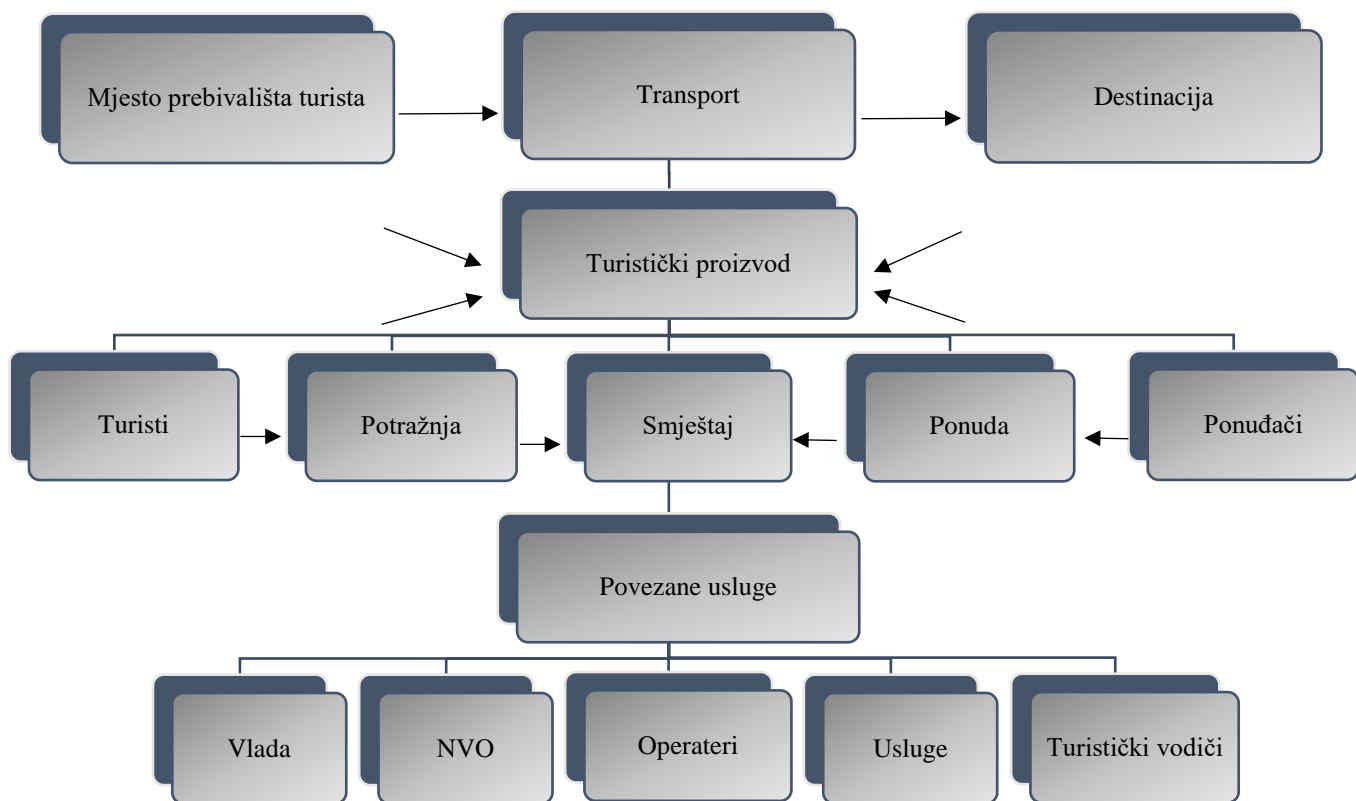 Mjesto prebivališta turista
Transport
Destinacija
Turistički proizvod
Turisti
Potražnja
Smještaj
Ponuda
Ponuđači
Povezane usluge
Vlada
NVO
Operateri
Usluge
Turistički vodiči